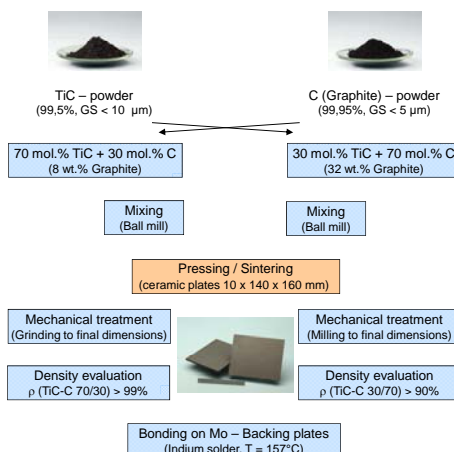 TiC – powder
(99,5%, GS < 10 µm)
C (Graphite) – powder
(99,95%, GS < 5 µm)
70 mol.% TiC + 30 mol.% C
(8 wt.% Graphite)
30 mol.% TiC + 70 mol.% C
(32 wt.% Graphite)
Mixing
(Ball mill)
Mixing
(Ball mill)
Pressing / Sintering
(ceramic plates 10 x 140 x 160 mm)
Mechanical treatment
(Grinding to final dimensions)
Mechanical treatment
(Milling to final dimensions)
Density evaluation
ρ (TiC-C 70/30) > 99%
Density evaluation
ρ (TiC-C 30/70) > 90%
Bonding on Mo – Backing plates
(Indium solder, T = 157°C)